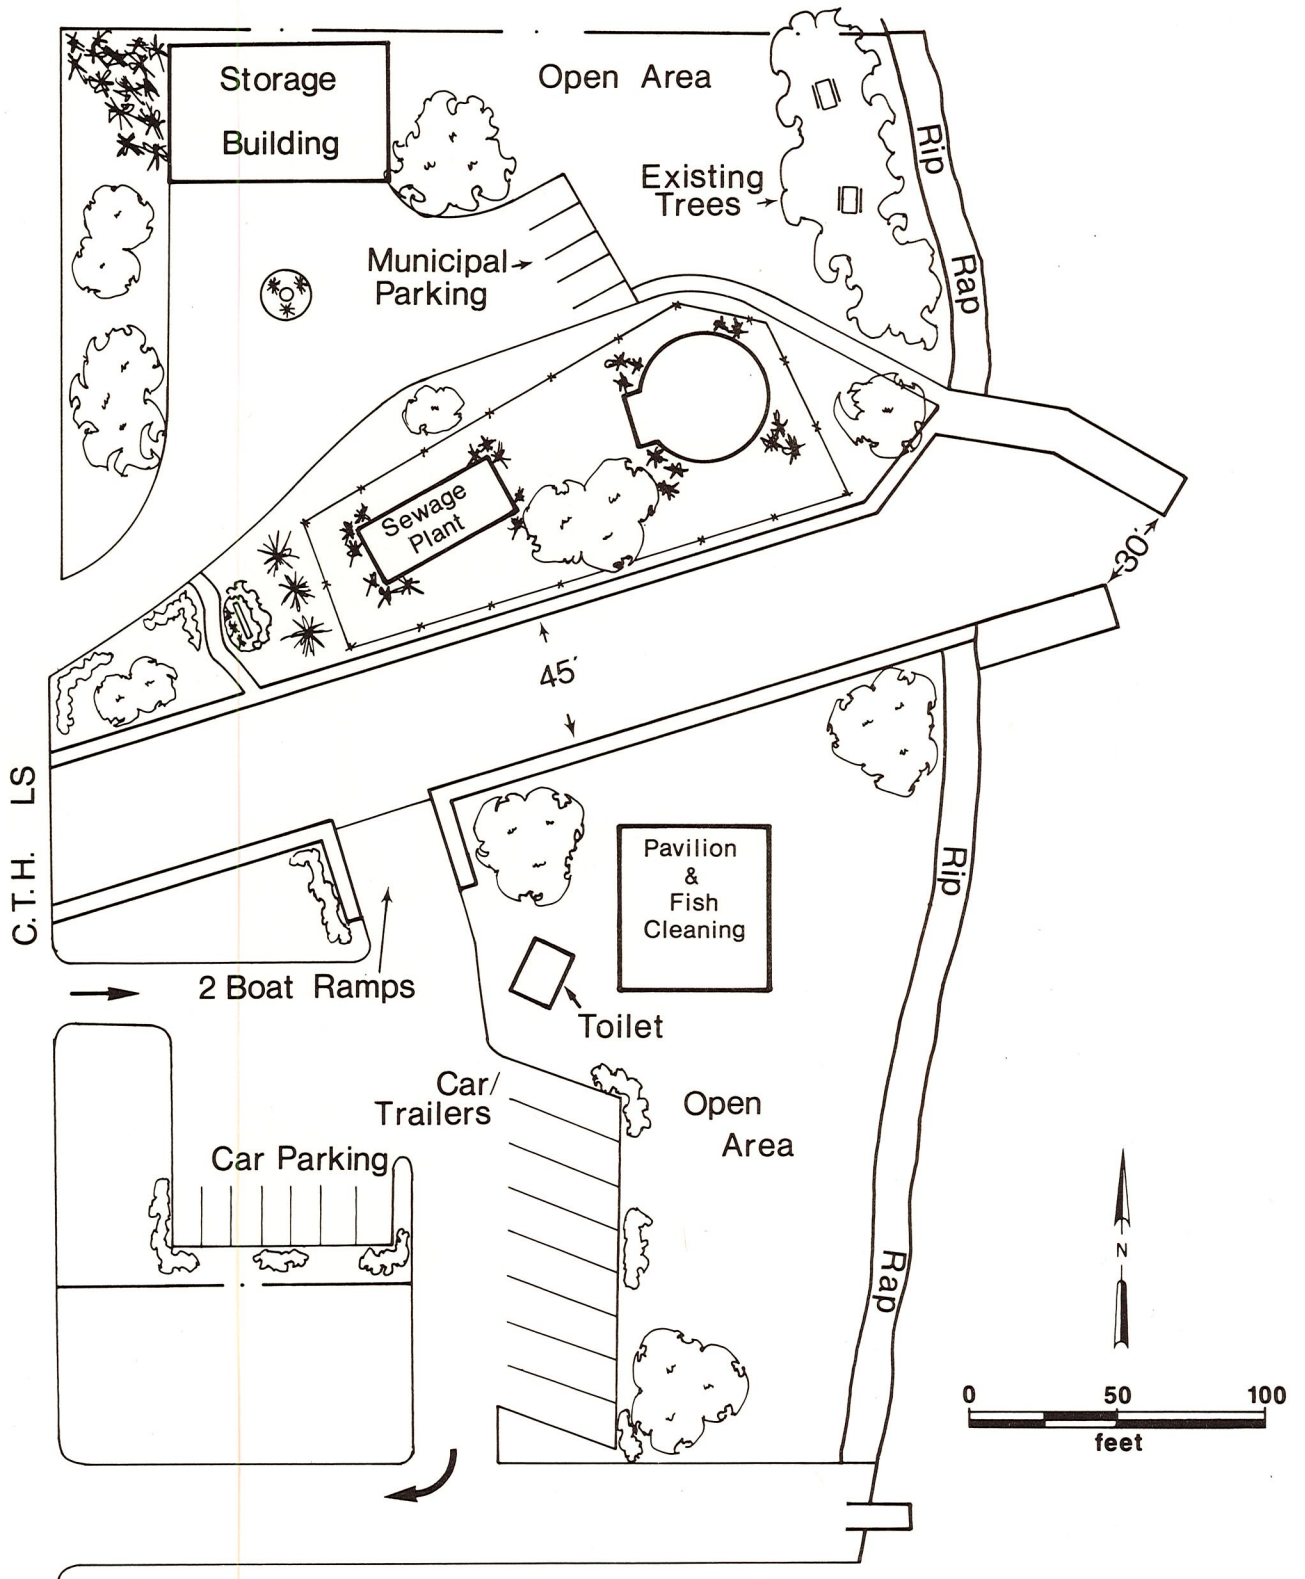 Storage
Building
Open Area
Rip
Existing
Trees
Rap
Municipal
Parking
Sewage
Plant
30'
45'
C.T.H. LS
Pavilion
&
Fish
Cleaning
Rip
2 Boat Ramps
Toilet
Car/
Trailers
Open
Area
Car Parking
Rap
N
0 50 100
feet